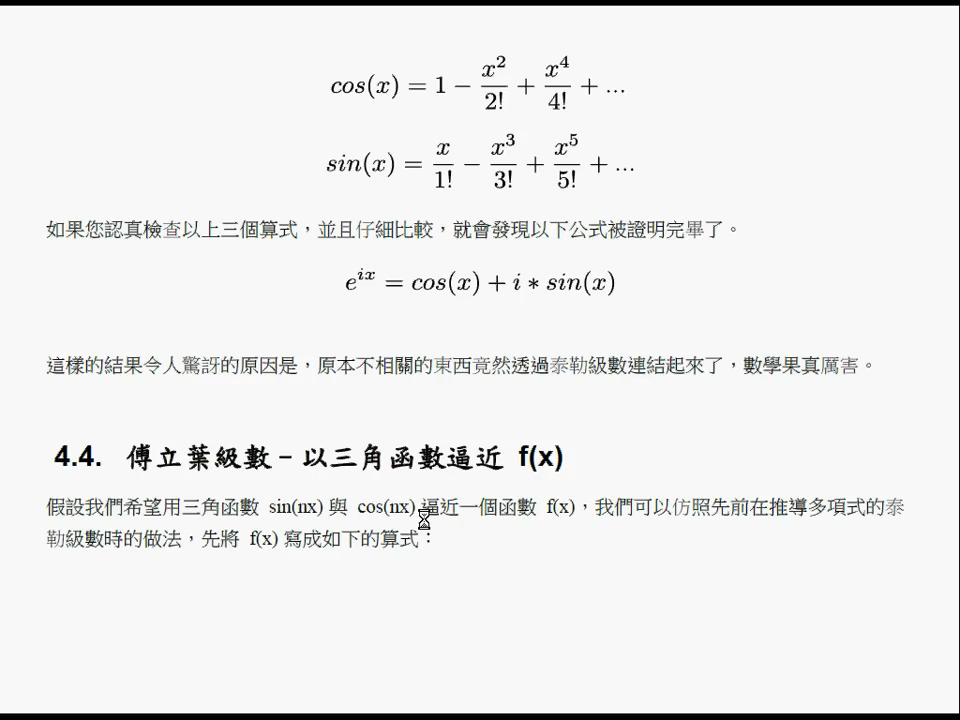 cos(x) = 1 − x²/2! + x⁴/4! + ...
sin(x) = x/1! − x³/3! + x⁵/5! + ...
如果您認真檢查以上三個算式，並且仔細比較，就會發現以下公式被證明完畢了。
e^{ix} = cos(x) + i * sin(x)
這樣的結果令人驚訝的原因是，原本不相關的東西竟然透過泰勒級數連結起來了，數學果真厲害。
4.4. 傅立葉級數－以三角函數逼近 f(x)
假設我們希望用三角函數 sin(nx) 與 cos(nx) 逼近一個函數 f(x)，我們可以仿照先前在推導多項式的泰
勒級數時的做法，先將 f(x) 寫成如下的算式：